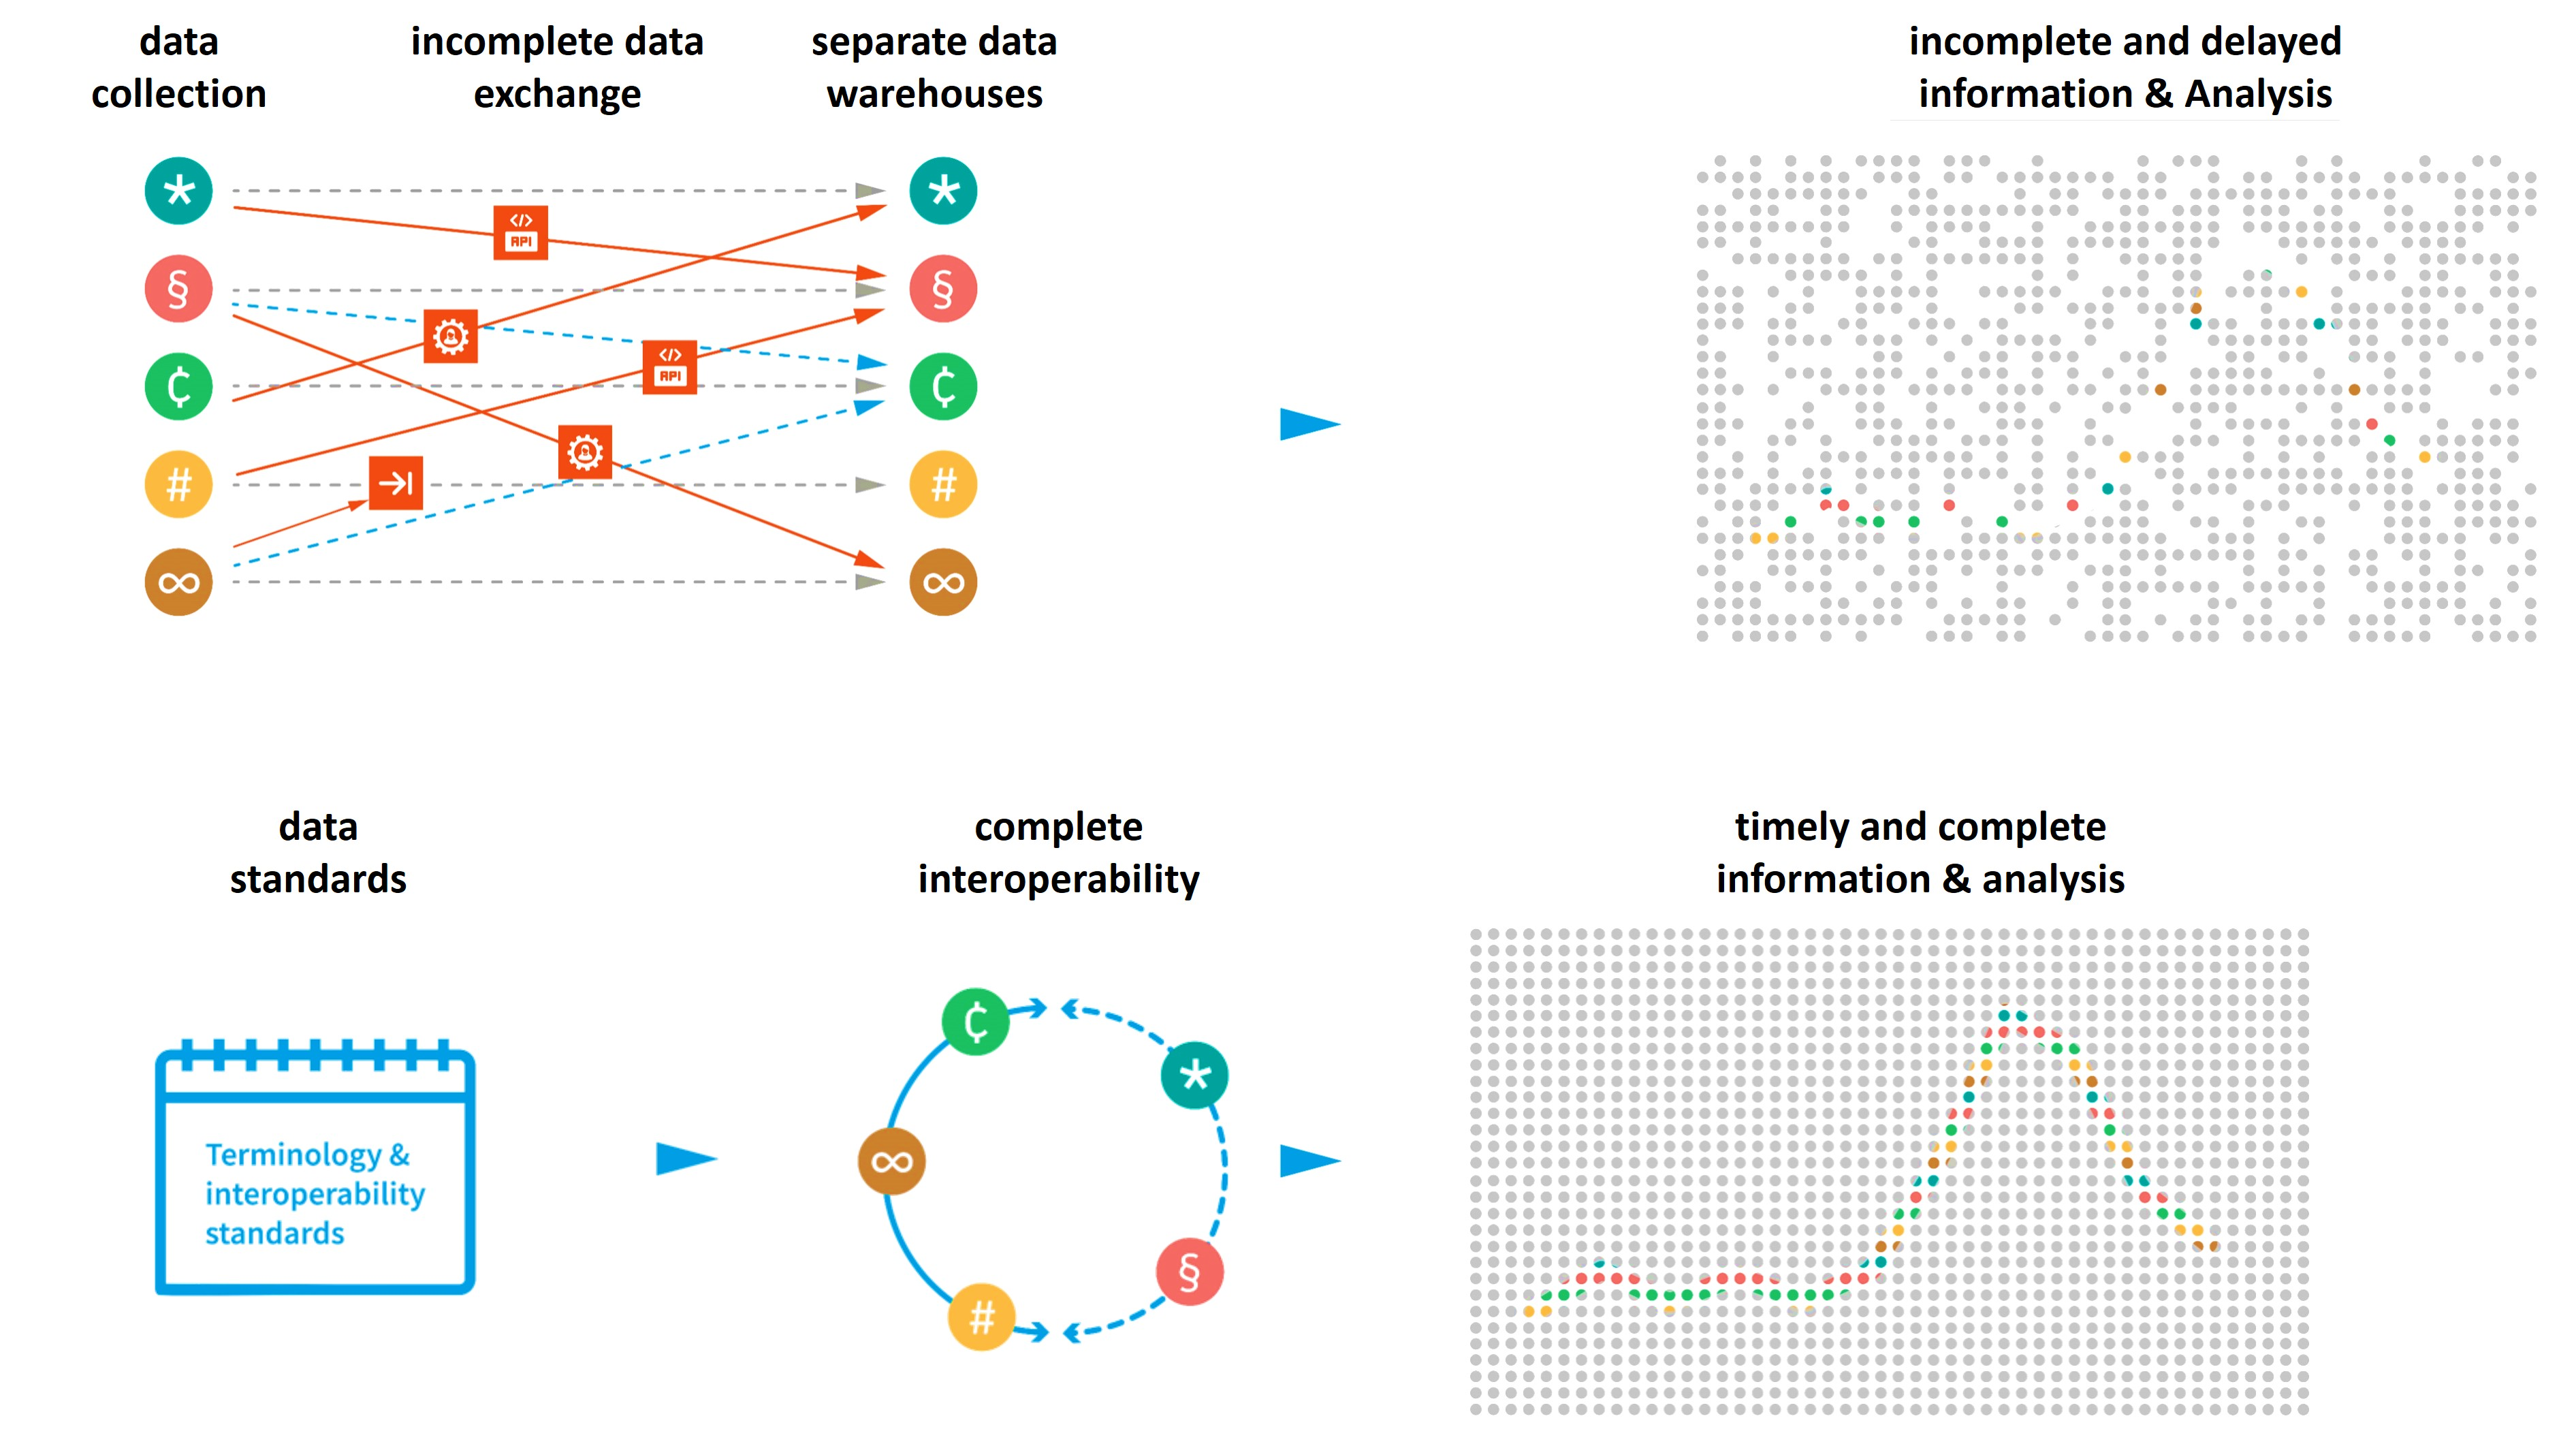 data
collection
incomplete data
exchange
separate data
warehouses
incomplete and delayed
information & Analysis
*
*
</>
API
§
§
</>
API
¢
¢
#
#
∞
∞
data
standards
complete
interoperability
timely and complete
information & analysis
Terminology &
interoperability
standards
¢
*
∞
§
#